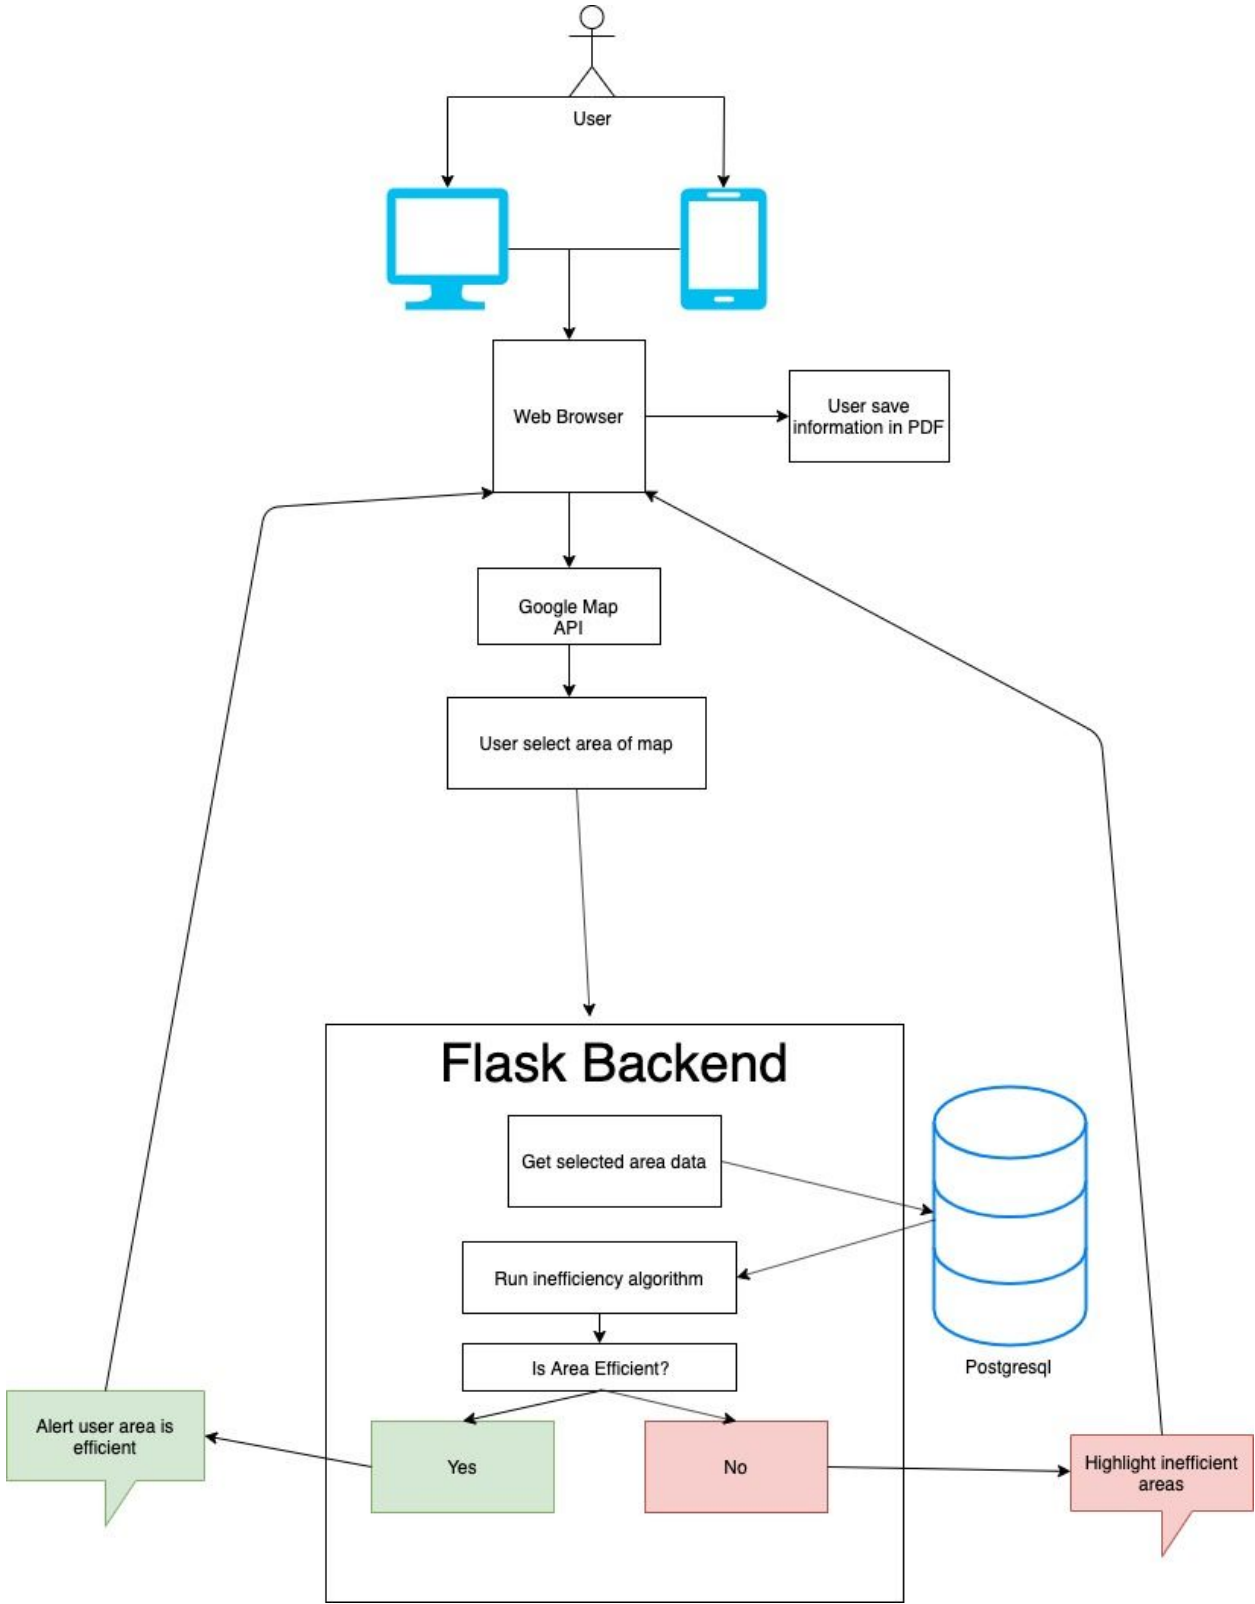 User
Web Browser
User save
information in PDF
Google Map
API
User select area of map
Flask Backend
Get selected area data
Run inefficiency algorithm
Is Area Efficient?
Postgresql
Alert user area is
efficient
Yes
No
Highlight inefficient
areas